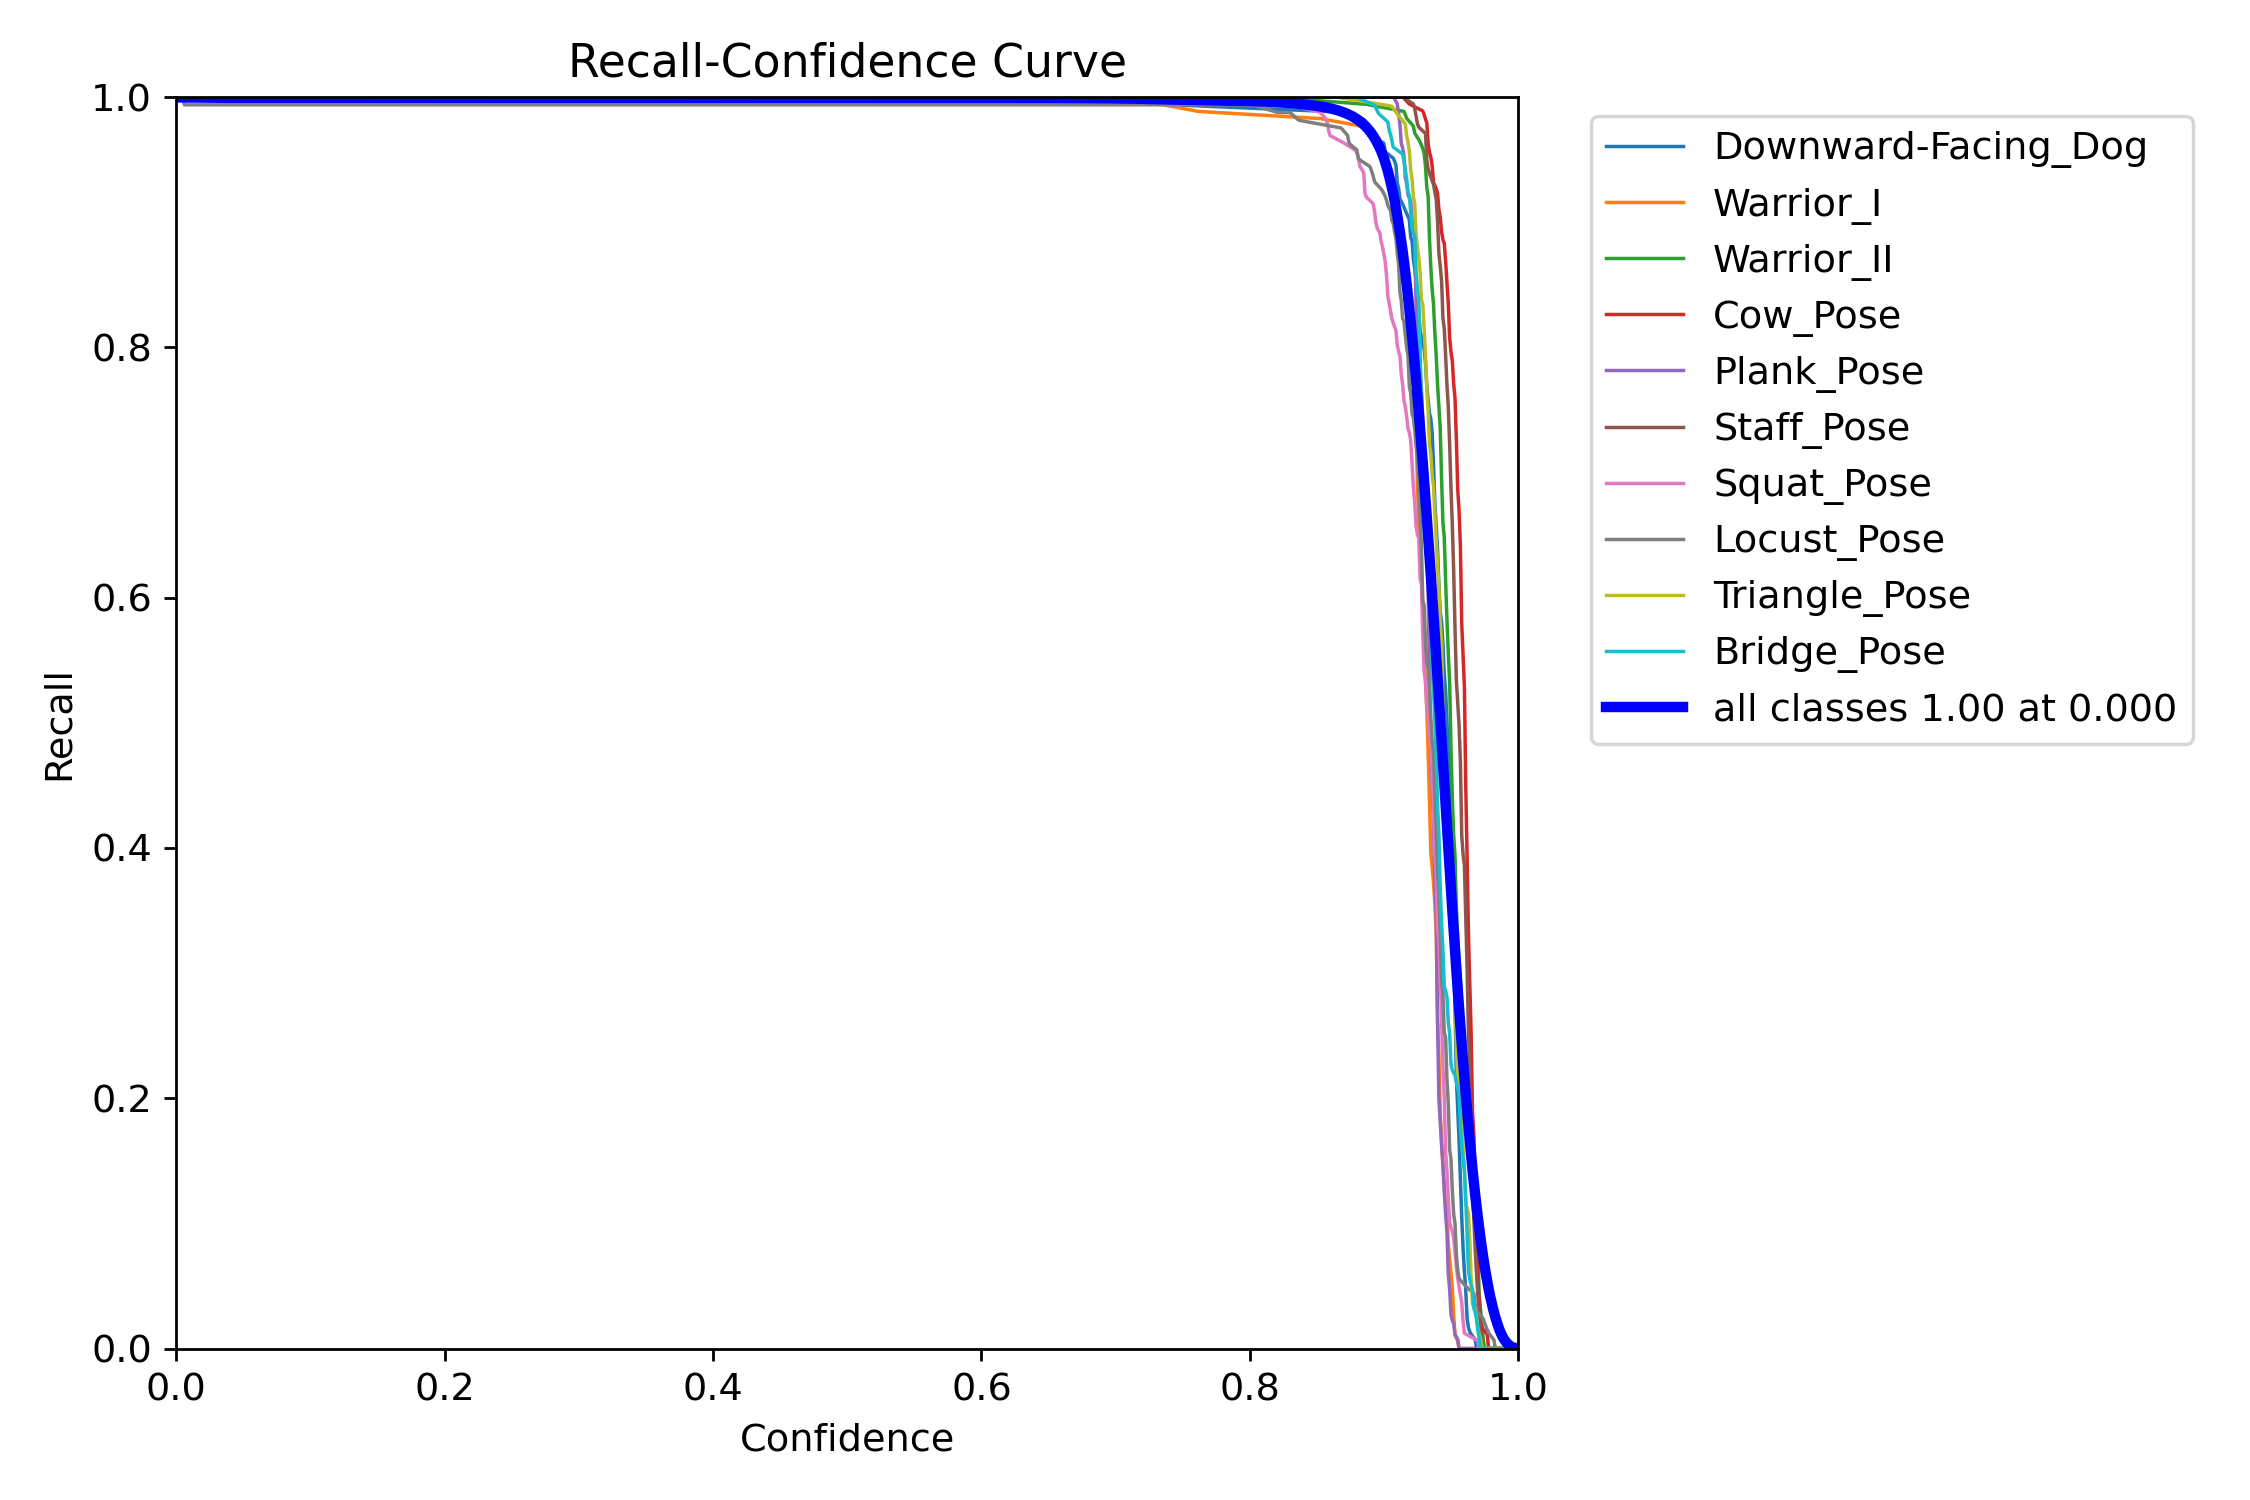 Recall-Confidence Curve
1.0
0.8
0.6
0.4
0.2
0.0
Recall
0.0 0.2 0.4 0.6 0.8 1.0
Confidence
Downward-Facing_Dog
Warrior_I
Warrior_II
Cow_Pose
Plank_Pose
Staff_Pose
Squat_Pose
Locust_Pose
Triangle_Pose
Bridge_Pose
all classes 1.00 at 0.000